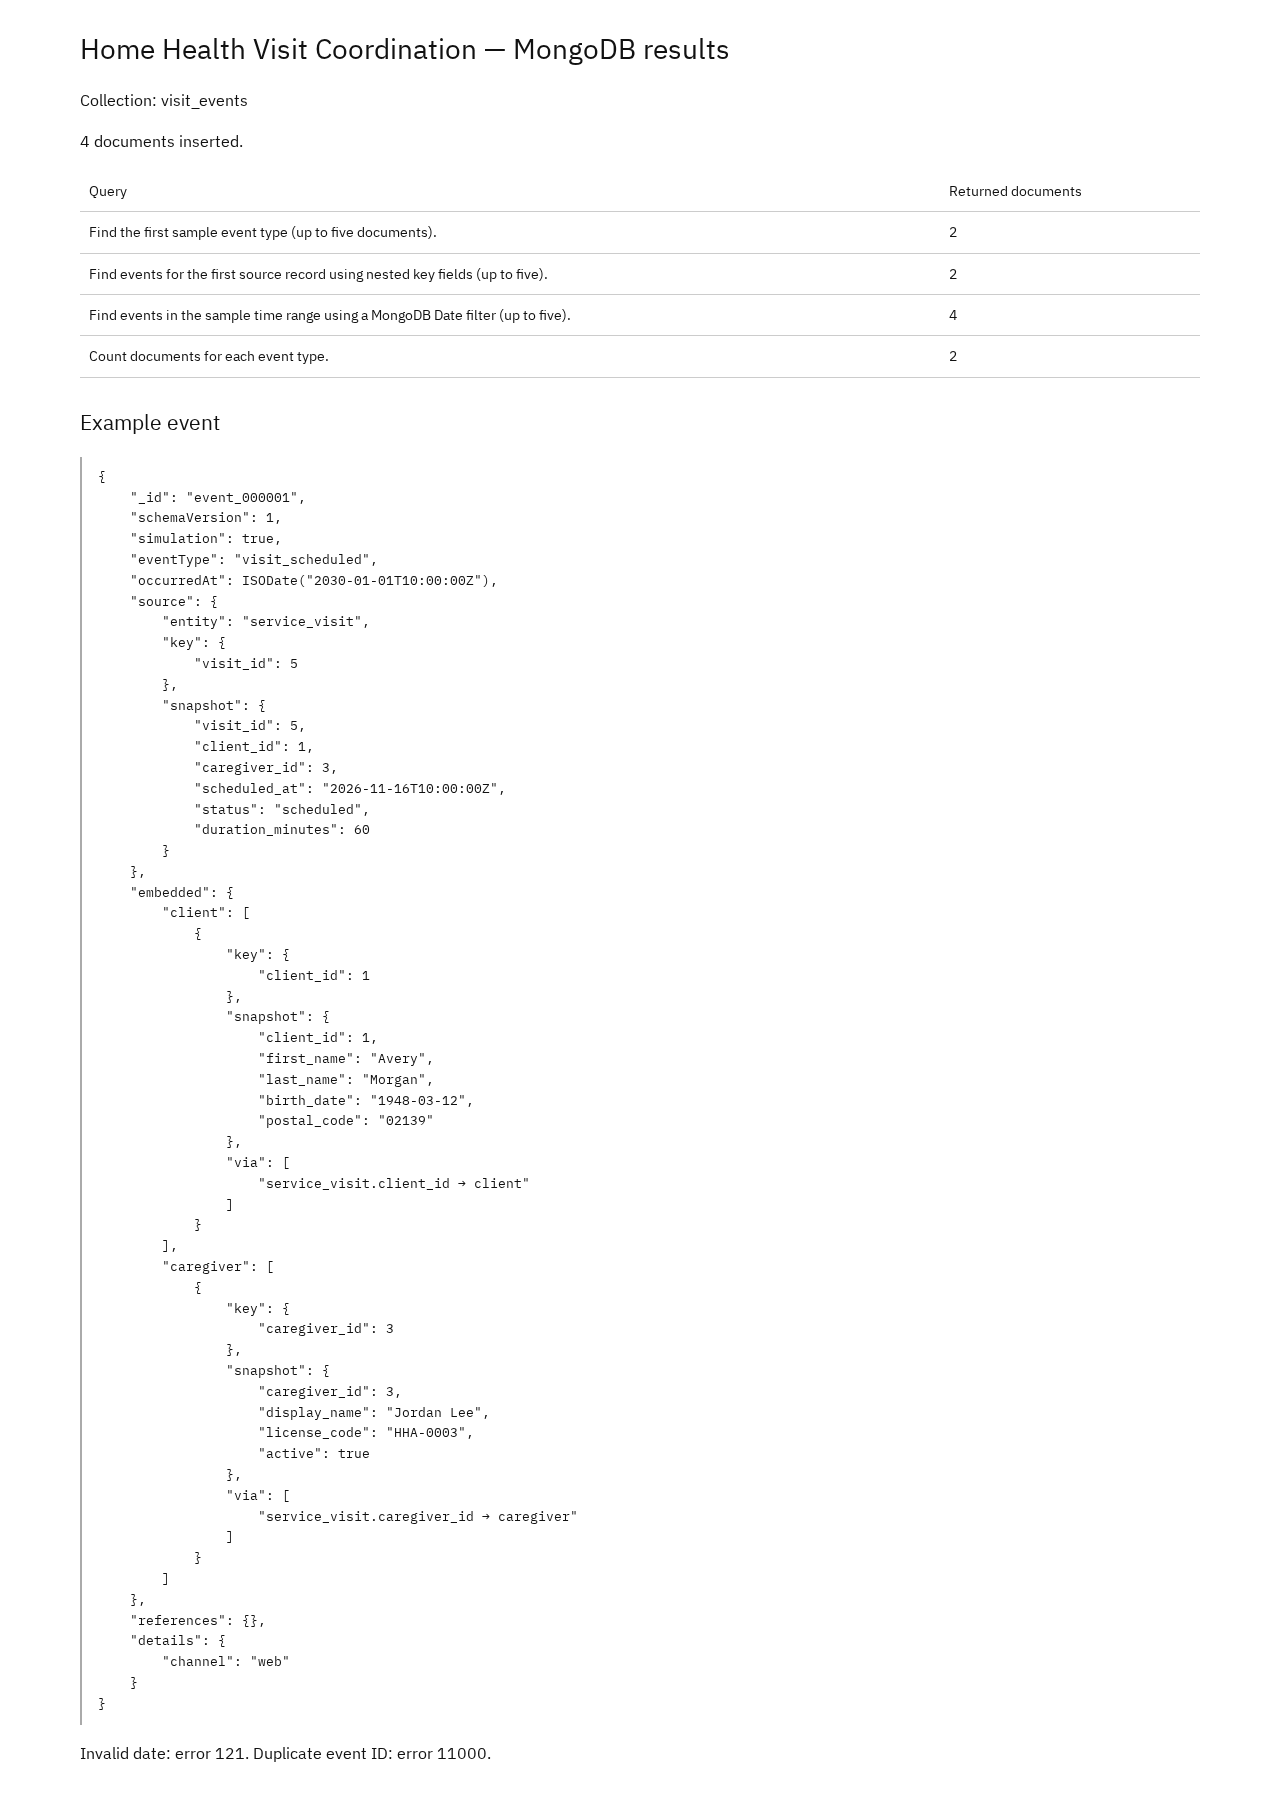 Home Health Visit Coordination — MongoDB results
Collection: visit_events
4 documents inserted.
Query Returned documents
Find the first sample event type (up to five documents). 2
Find events for the first source record using nested key fields (up to five). 2
Find events in the sample time range using a MongoDB Date filter (up to five). 4
Count documents for each event type. 2
Example event
{
    "_id": "event_000001",
    "schemaVersion": 1,
    "simulation": true,
    "eventType": "visit_scheduled",
    "occurredAt": ISODate("2030-01-01T10:00:00Z"),
    "source": {
        "entity": "service_visit",
        "key": {
            "visit_id": 5
        },
        "snapshot": {
            "visit_id": 5,
            "client_id": 1,
            "caregiver_id": 3,
            "scheduled_at": "2026-11-16T10:00:00Z",
            "status": "scheduled",
            "duration_minutes": 60
        }
    },
    "embedded": {
        "client": [
            {
                "key": {
                    "client_id": 1
                },
                "snapshot": {
                    "client_id": 1,
                    "first_name": "Avery",
                    "last_name": "Morgan",
                    "birth_date": "1948-03-12",
                    "postal_code": "02139"
                },
                "via": [
                    "service_visit.client_id → client"
                ]
            }
        ],
        "caregiver": [
            {
                "key": {
                    "caregiver_id": 3
                },
                "snapshot": {
                    "caregiver_id": 3,
                    "display_name": "Jordan Lee",
                    "license_code": "HHA-0003",
                    "active": true
                },
                "via": [
                    "service_visit.caregiver_id → caregiver"
                ]
            }
        ]
    },
    "references": {},
    "details": {
        "channel": "web"
    }
}
Invalid date: error 121. Duplicate event ID: error 11000.